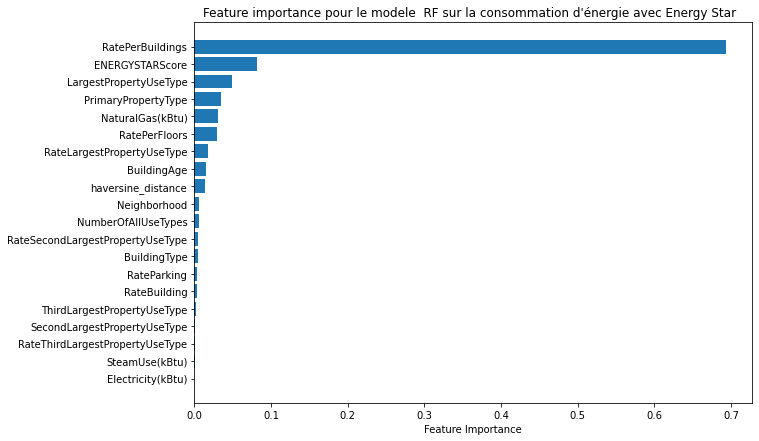 Feature importance pour le modele  RF sur la consommation d'énergie avec Energy Star
RatePerBuildings
ENERGYSTARScore
LargestPropertyUseType
PrimaryPropertyType
NaturalGas(kBtu)
RatePerFloors
RateLargestPropertyUseType
BuildingAge
haversine_distance
Neighborhood
NumberOfAllUseTypes
RateSecondLargestPropertyUseType
BuildingType
RateParking
RateBuilding
ThirdLargestPropertyUseType
SecondLargestPropertyUseType
RateThirdLargestPropertyUseType
SteamUse(kBtu)
Electricity(kBtu)
0.0 0.1 0.2 0.3 0.4 0.5 0.6 0.7
Feature Importance